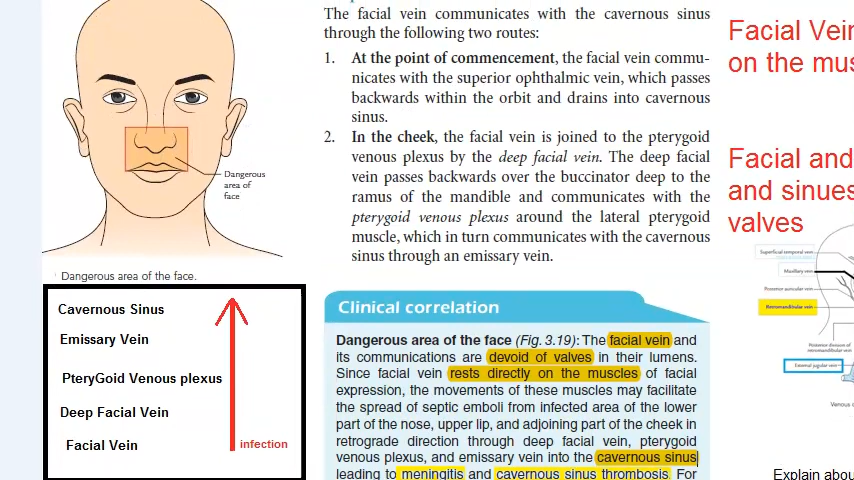 The facial vein communicates with the cavernous sinus
through the following two routes:
1. At the point of commencement, the facial vein commu-
nicates with the superior ophthalmic vein, which passes
backwards within the orbit and drains into cavernous
sinus.
2. In the cheek, the facial vein is joined to the pterygoid
venous plexus by the deep facial vein. The deep facial
vein passes backwards over the buccinator deep to the
ramus of the mandible and communicates with the
pterygoid venous plexus around the lateral pterygoid
muscle, which in turn communicates with the cavernous
sinus through an emissary vein.
Dangerous
area of
face
Dangerous area of the face.
Cavernous Sinus
Emissary Vein
PteryGoid Venous plexus
Deep Facial Vein
Facial Vein
infection
Clinical correlation
Dangerous area of the face (Fig. 3.19): The facial vein and
its communications are devoid of valves in their lumens.
Since facial vein rests directly on the muscles of facial
expression, the movements of these muscles may facilitate
the spread of septic emboli from infected area of the lower
part of the nose, upper lip, and adjoining part of the cheek in
retrograde direction through deep facial vein, pterygoid
venous plexus, and emissary vein into the cavernous sinus
leading to meningitis and cavernous sinus thrombosis. For
Facial Vein
on the mus
Facial and
and sinues
valves
Superficial temporal vein
Maxillary vein
Posterior auricular vein
Retromandibular vein
Posterior division of
retromandibular vein
External jugular vein
Venous
Explain abou